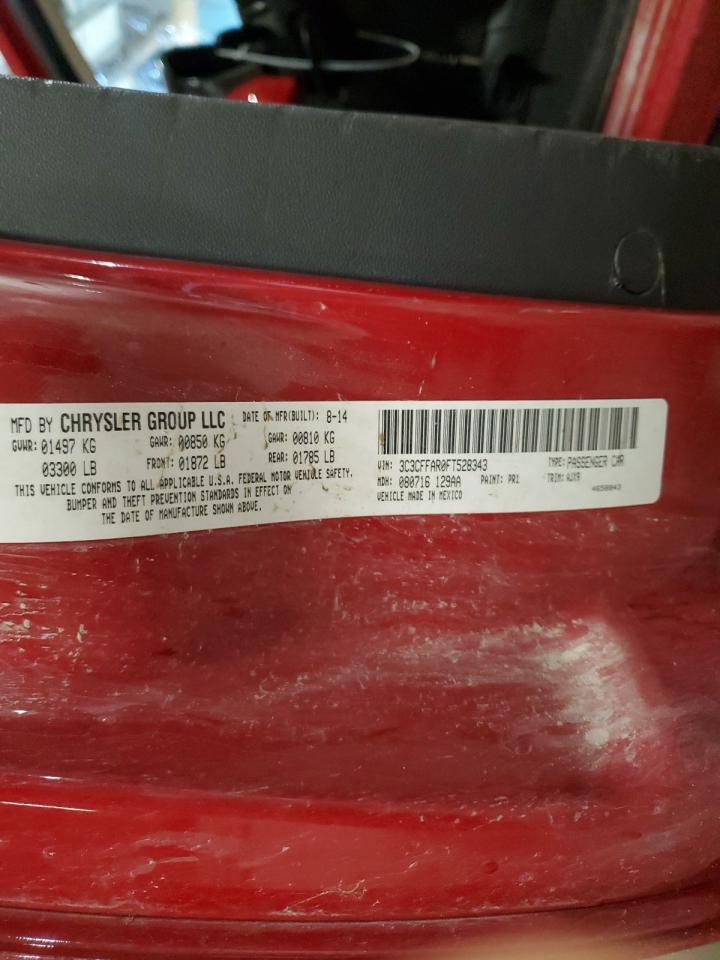 MFD BY CHRYSLER GROUP LLC DATE OF MFR(BUILT): 8-14
GVWR: 01497 KG GAWR: 00850 KG GAWR: 00810 KG
03300 LB FRONT: 01872 LB REAR: 01785 LB
THIS VEHICLE CONFORMS TO ALL APPLICABLE U.S.A. FEDERAL MOTOR VEHICLE SAFETY,
BUMPER AND THEFT PREVENTION STANDARDS IN EFFECT ON
THE DATE OF MANUFACTURE SHOWN ABOVE.
VIN: 3C3CFFAR0FT528343 TYPE: PASSENGER CAR
MDH: 080716 129AA PAINT: PR1 TRIM: AJX9
VEHICLE MADE IN MEXICO 4658043